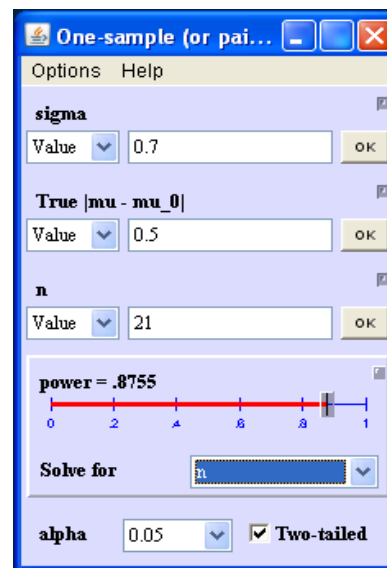 One-sample (or pai...
Options Help
sigma
Value 0.7 OK
True |mu - mu_0|
Value 0.5 OK
n
Value 21 OK
power = .8755
0 .2 .4 .6 .8 1
Solve for n
alpha 0.05 Two-tailed